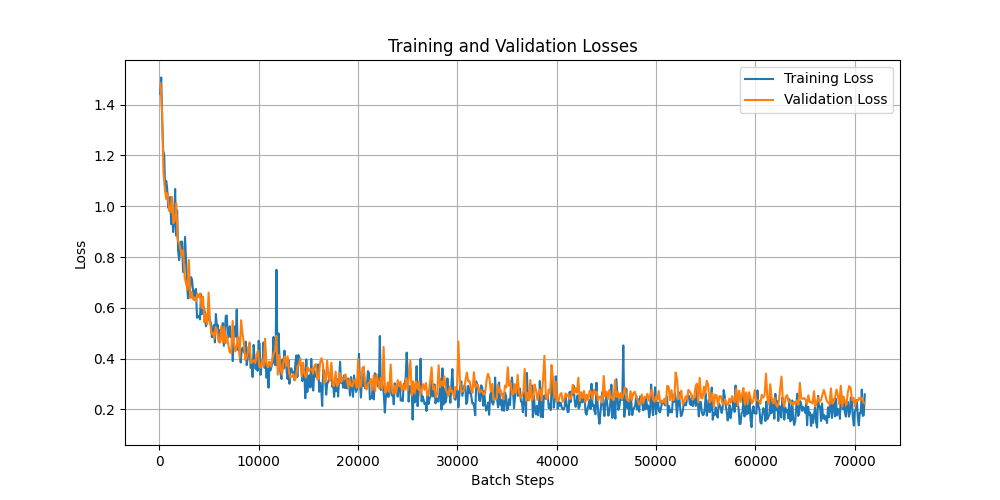 Training and Validation Losses
Training Loss
Validation Loss
1.4
1.2
1.0
0.8
0.6
0.4
0.2
Loss
0 10000 20000 30000 40000 50000 60000 70000
Batch Steps